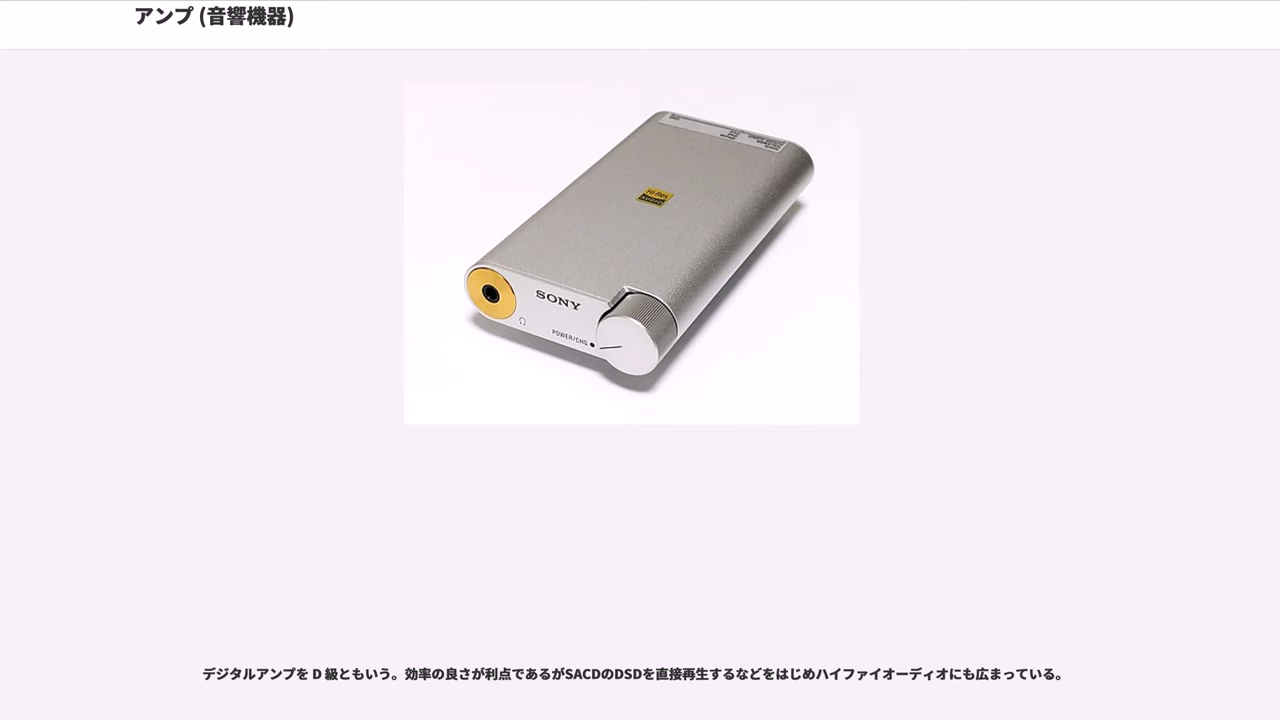 アンプ (音響機器)
Hi-Res
AUDIO
SONY
POWER/CHG
デジタルアンプを D 級ともいう。効率の良さが利点であるがSACDのDSDを直接再生するなどをはじめハイファイオーディオにも広まっている。